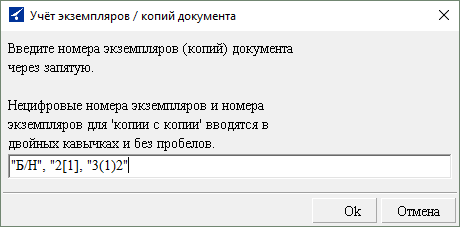 Учёт экземпляров / копий документа
Введите номера экземпляров (копий) документа
через запятую.
Нецифровые номера экземпляров и номера
экземпляров для 'копии с копии' вводятся в
двойных кавычках и без пробелов.
"Б/Н", "2[1], "3(1)2"
Ok Отмена